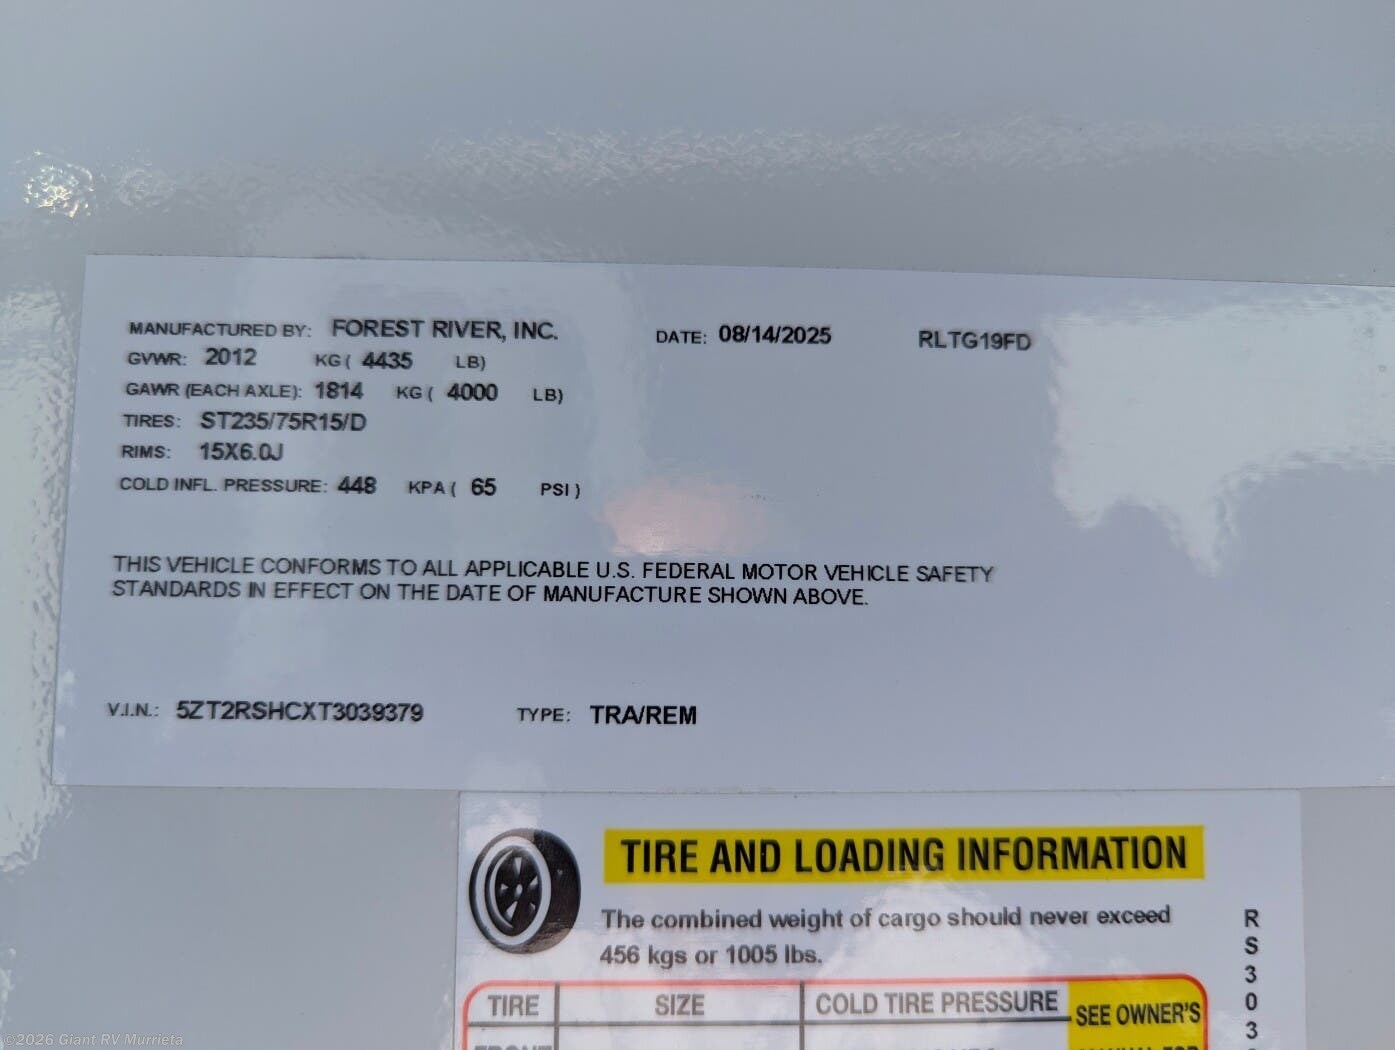 MANUFACTURED BY: FOREST RIVER, INC. DATE: 08/14/2025 RLTG19FD
GVWR: 2012 KG ( 4435 LB)
GAWR (EACH AXLE): 1814 KG ( 4000 LB)
TIRES: ST235/75R15/D
RIMS: 15X6.0J
COLD INFL. PRESSURE: 448 KPA ( 65 PSI )
THIS VEHICLE CONFORMS TO ALL APPLICABLE U.S. FEDERAL MOTOR VEHICLE SAFETY
STANDARDS IN EFFECT ON THE DATE OF MANUFACTURE SHOWN ABOVE.
V.I.N.: 5ZT2RSHCXT3039379 TYPE: TRA/REM
TIRE AND LOADING INFORMATION
The combined weight of cargo should never exceed
456 kgs or 1005 lbs.
TIRE SIZE COLD TIRE PRESSURE SEE OWNER'S
RS303
©2026 Giant RV Murrieta